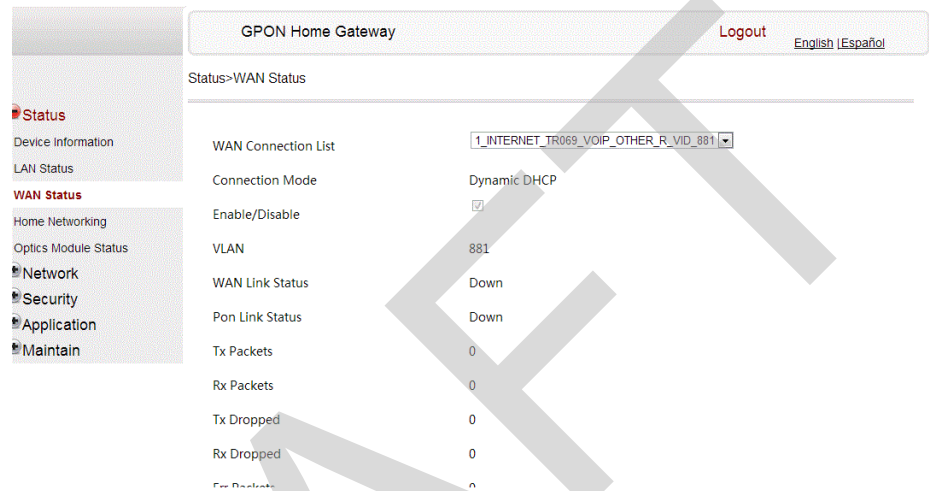 GPON Home Gateway
Logout
English | Español
Status>WAN Status
Status
Device Information
LAN Status
WAN Status
Home Networking
Optics Module Status
Network
Security
Application
Maintain
WAN Connection List 1_INTERNET_TR069_VOIP_OTHER_R_VID_881
Connection Mode Dynamic DHCP
Enable/Disable
VLAN 881
WAN Link Status Down
Pon Link Status Down
Tx Packets 0
Rx Packets 0
Tx Dropped 0
Rx Dropped 0
Err Packets 0